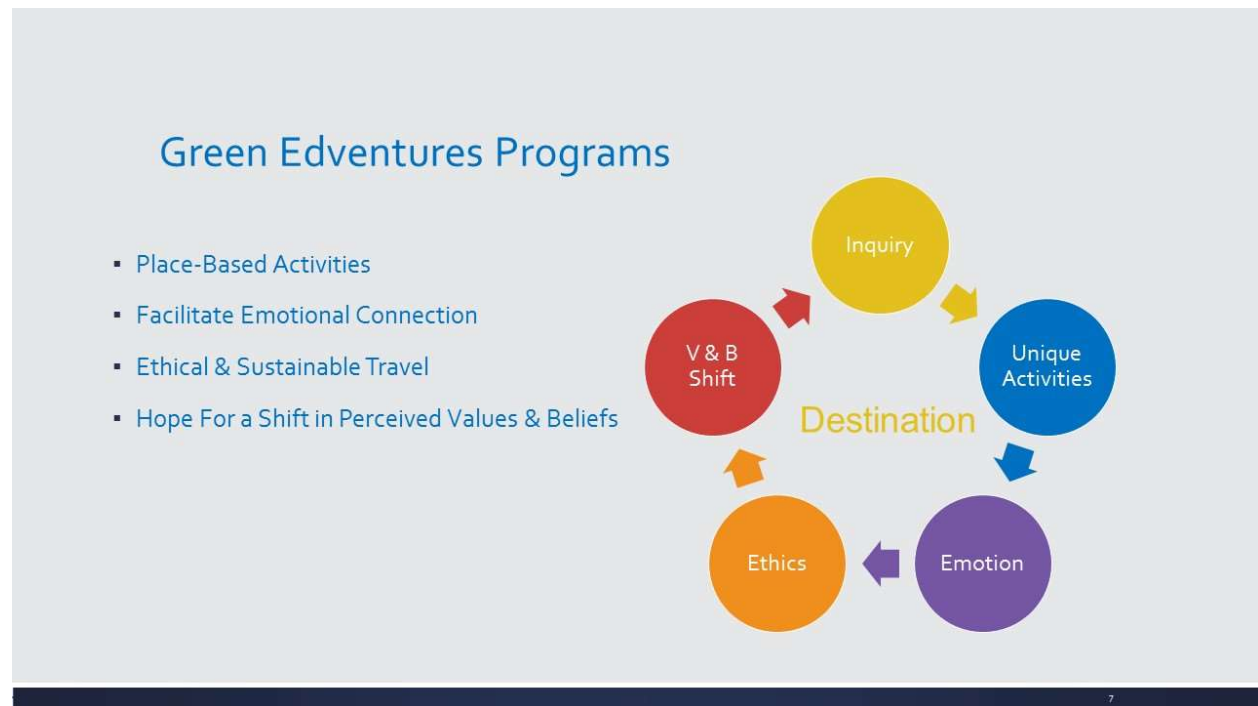 Green Edventures Programs
▪ Place-Based Activities
▪ Facilitate Emotional Connection
▪ Ethical & Sustainable Travel
▪ Hope For a Shift in Perceived Values & Beliefs
Inquiry
Unique
Activities
Emotion
Ethics
V & B
Shift
Destination
7